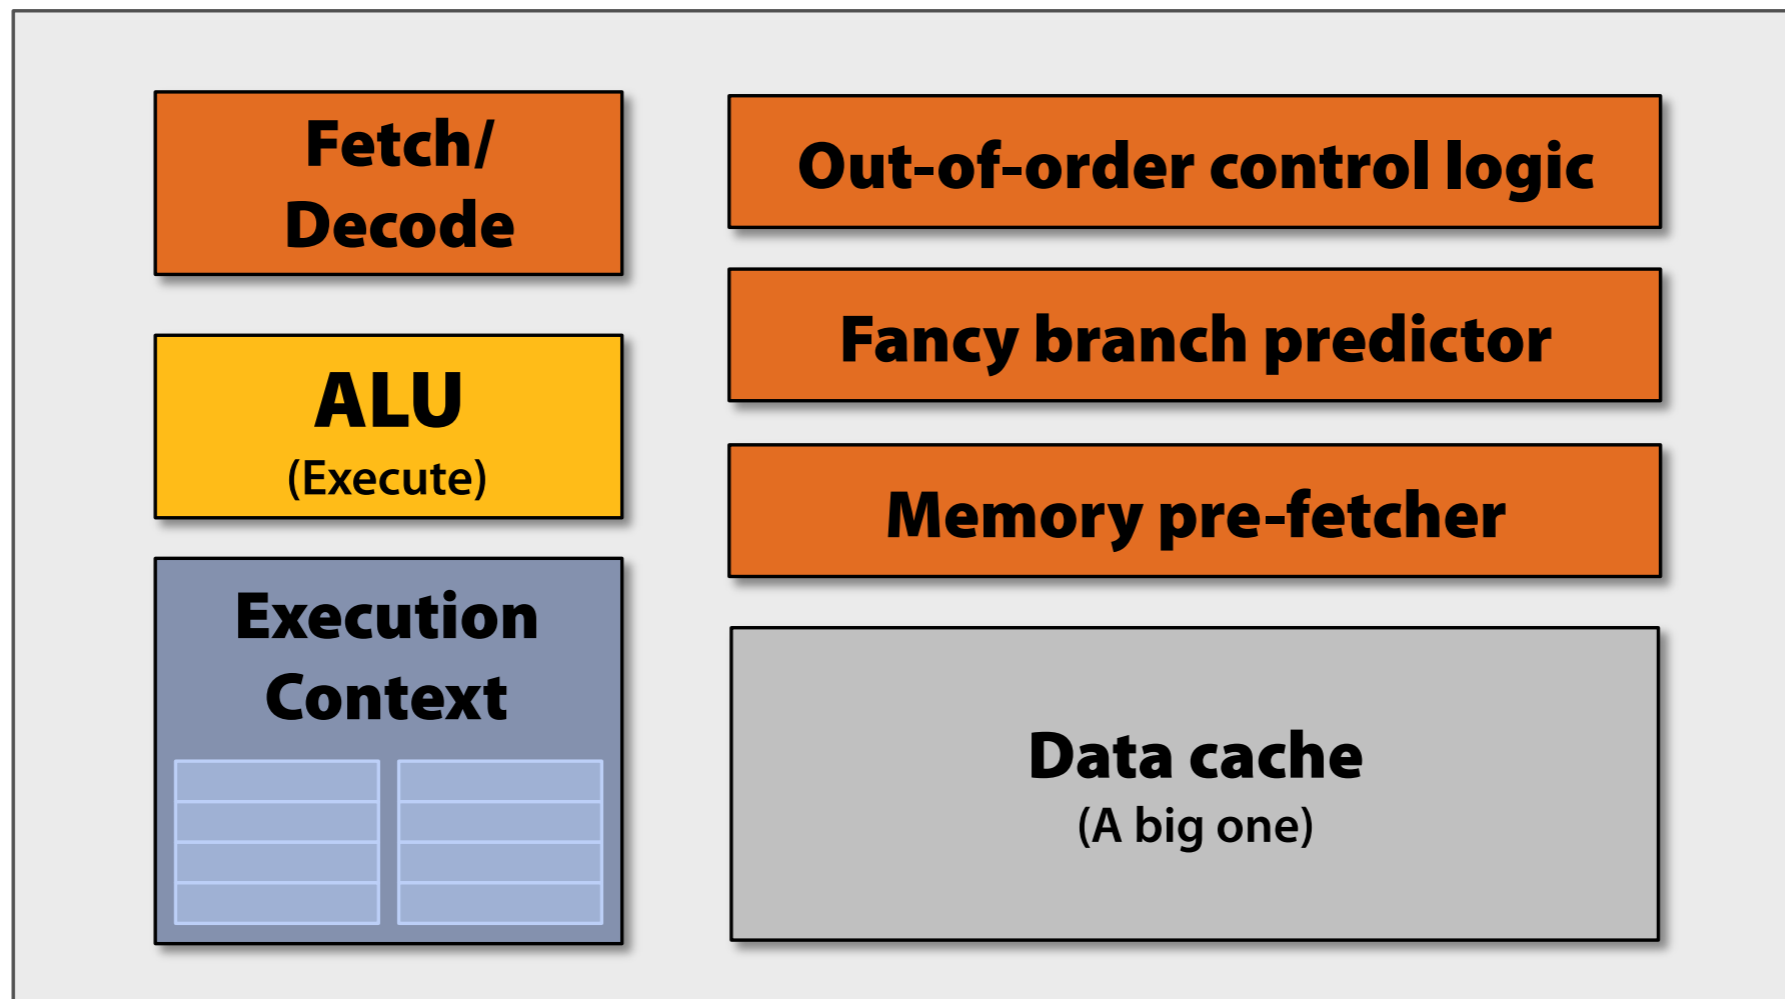 Fetch/
Decode
ALU
(Execute)
Execution
Context
Out-of-order control logic
Fancy branch predictor
Memory pre-fetcher
Data cache
(A big one)